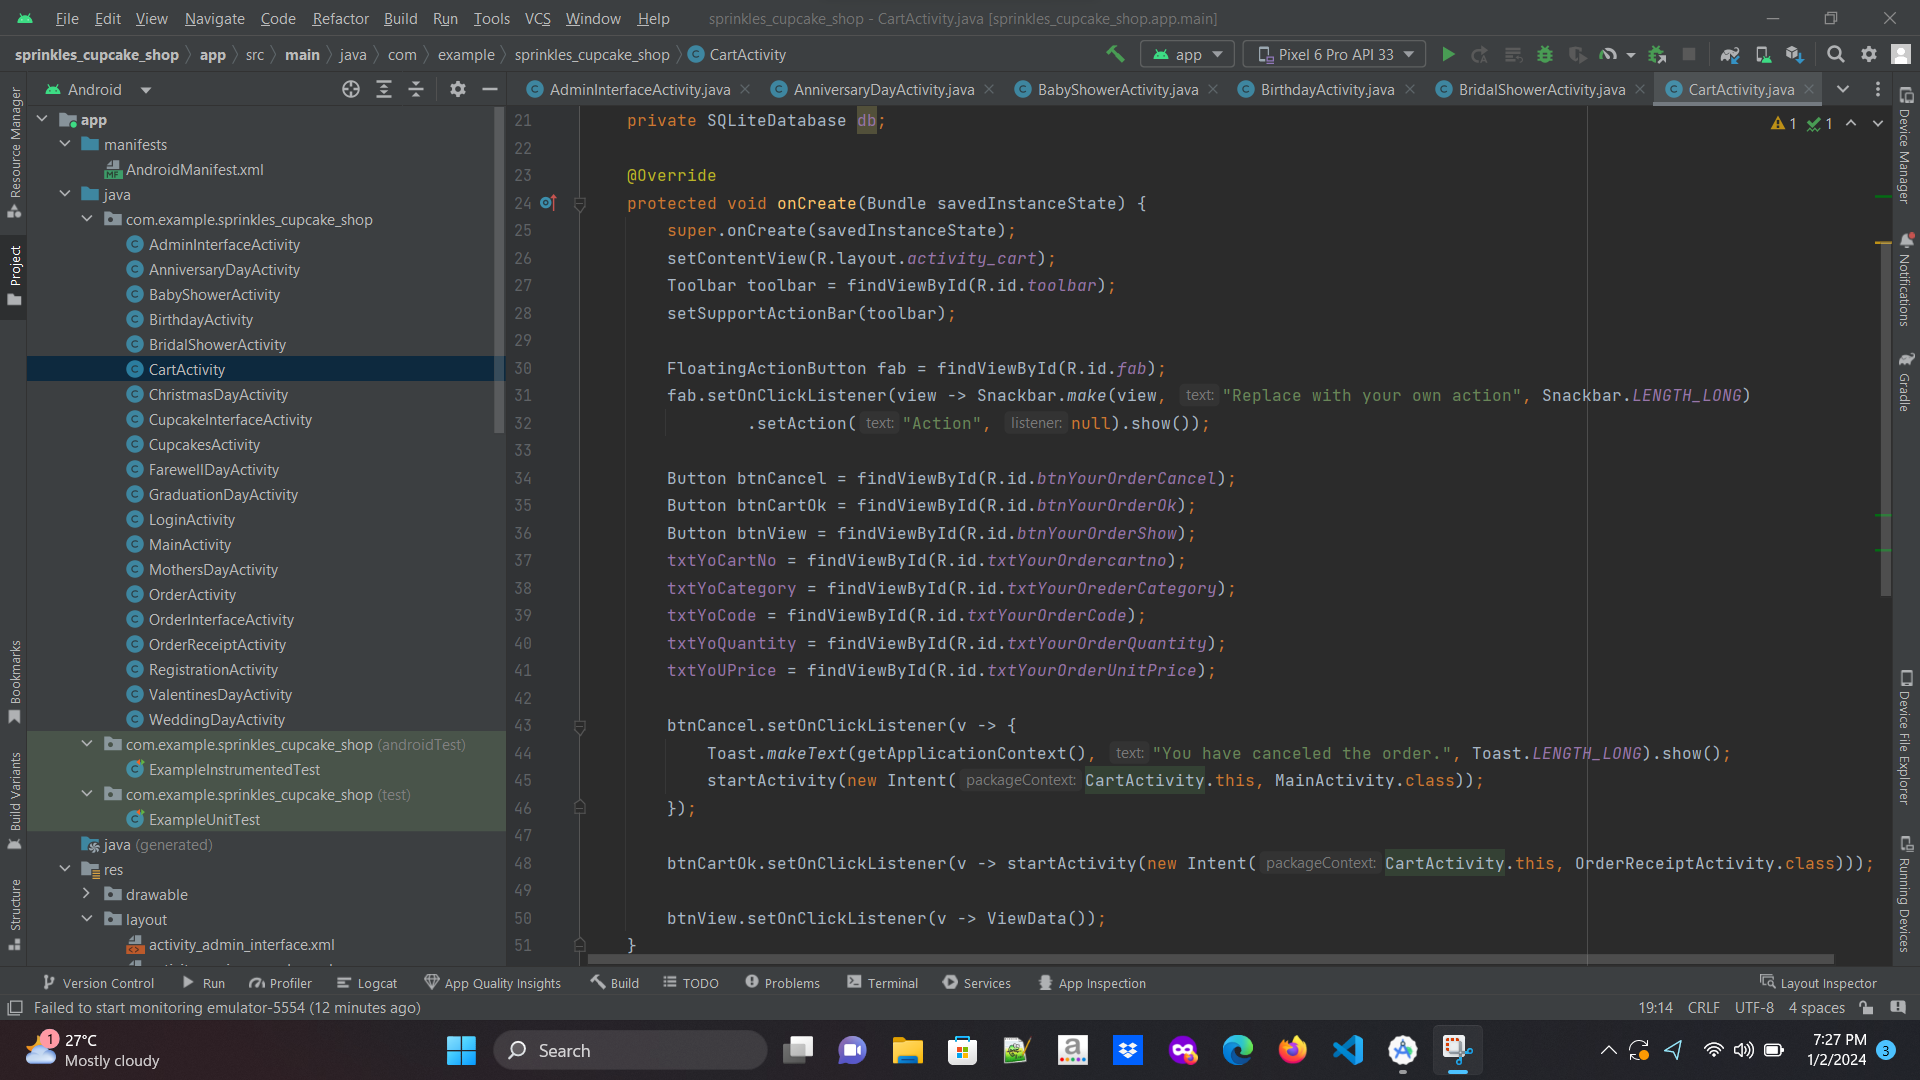 File Edit View Navigate Code Refactor Build Run Tools VCS Window Help sprinkles_cupcake_shop - CartActivity.java [sprinkles_cupcake_shop.app.main]
sprinkles_cupcake_shop app src main java com example sprinkles_cupcake_shop CartActivity app Pixel 6 Pro API 33
Android
AdminInterfaceActivity.java AnniversaryDayActivity.java BabyShowerActivity.java BirthdayActivity.java BridalShowerActivity.java CartActivity.java
Resource Manager
Project
Bookmarks
Build Variants
Structure
app
manifests
AndroidManifest.xml
java
com.example.sprinkles_cupcake_shop
AdminInterfaceActivity
AnniversaryDayActivity
BabyShowerActivity
BirthdayActivity
BridalShowerActivity
CartActivity
ChristmasDayActivity
CupcakeInterfaceActivity
CupcakesActivity
FarewellDayActivity
GraduationDayActivity
LoginActivity
MainActivity
MothersDayActivity
OrderActivity
OrderInterfaceActivity
OrderReceiptActivity
RegistrationActivity
ValentinesDayActivity
WeddingDayActivity
com.example.sprinkles_cupcake_shop (androidTest)
ExampleInstrumentedTest
com.example.sprinkles_cupcake_shop (test)
ExampleUnitTest
java (generated)
res
drawable
layout
activity_admin_interface.xml
21 private SQLiteDatabase db;
22
23 @Override
24 protected void onCreate(Bundle savedInstanceState) {
25 super.onCreate(savedInstanceState);
26 setContentView(R.layout.activity_cart);
27 Toolbar toolbar = findViewById(R.id.toolbar);
28 setSupportActionBar(toolbar);
29
30 FloatingActionButton fab = findViewById(R.id.fab);
31 fab.setOnClickListener(view -> Snackbar.make(view, text: "Replace with your own action", Snackbar.LENGTH_LONG)
32 .setAction( text: "Action", listener: null).show());
33
34 Button btnCancel = findViewById(R.id.btnYourOrderCancel);
35 Button btnCartOk = findViewById(R.id.btnYourOrderOk);
36 Button btnView = findViewById(R.id.btnYourOrderShow);
37 txtYoCartNo = findViewById(R.id.txtYourOrdercartno);
38 txtYoCategory = findViewById(R.id.txtYourOrederCategory);
39 txtYoCode = findViewById(R.id.txtYourOrderCode);
40 txtYoQuantity = findViewById(R.id.txtYourOrderQuantity);
41 txtYoUPrice = findViewById(R.id.txtYourOrderUnitPrice);
42
43 btnCancel.setOnClickListener(v -> {
44 Toast.makeText(getApplicationContext(), text: "You have canceled the order.", Toast.LENGTH_LONG).show();
45 startActivity(new Intent( packageContext: CartActivity.this, MainActivity.class));
46 });
47
48 btnCartOk.setOnClickListener(v -> startActivity(new Intent( packageContext: CartActivity.this, OrderReceiptActivity.class)));
49
50 btnView.setOnClickListener(v -> ViewData());
51 }
1 1
Device Manager
Notifications
Gradle
Device File Explorer
Running Devices
Version Control Run Profiler Logcat App Quality Insights Build TODO Problems Terminal Services App Inspection Layout Inspector
Failed to start monitoring emulator-5554 (12 minutes ago) 19:14 CRLF UTF-8 4 spaces
1 27°C
Mostly cloudy
Search
a
7:27 PM
1/2/2024
3